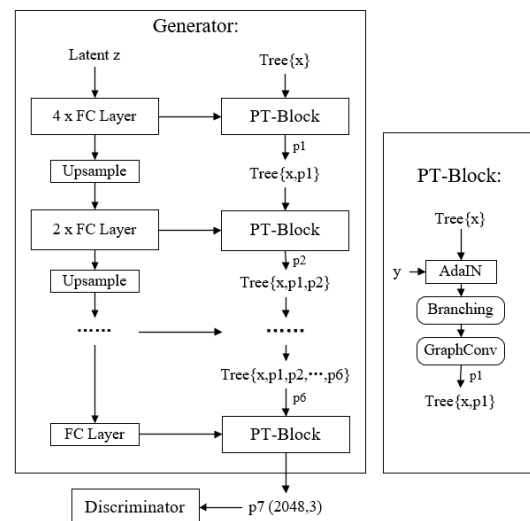 Generator:
Latent z
Tree{x}
4 x FC Layer
PT-Block
p1
Upsample
Tree{x,p1}
2 x FC Layer
PT-Block
p2
Upsample
Tree{x,p1,p2}
……
……
Tree{x,p1,p2,…,p6}
p6
FC Layer
PT-Block
Discriminator
p7 (2048,3)
PT-Block:
Tree{x}
y
AdaIN
Branching
GraphConv
p1
Tree{x,p1}